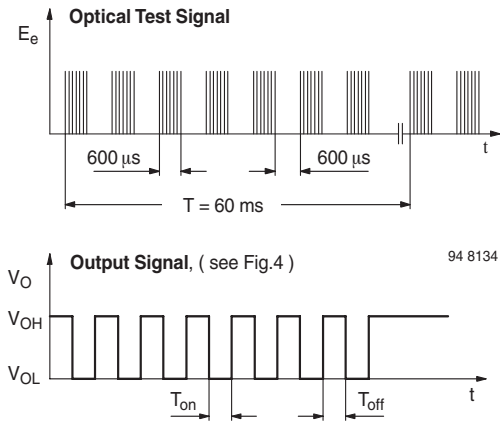 Optical Test Signal
Ee
600 µs
600 µs
t
T = 60 ms
Output Signal, ( see Fig.4 )
94 8134
VO
VOH
VOL
Ton
Toff
t